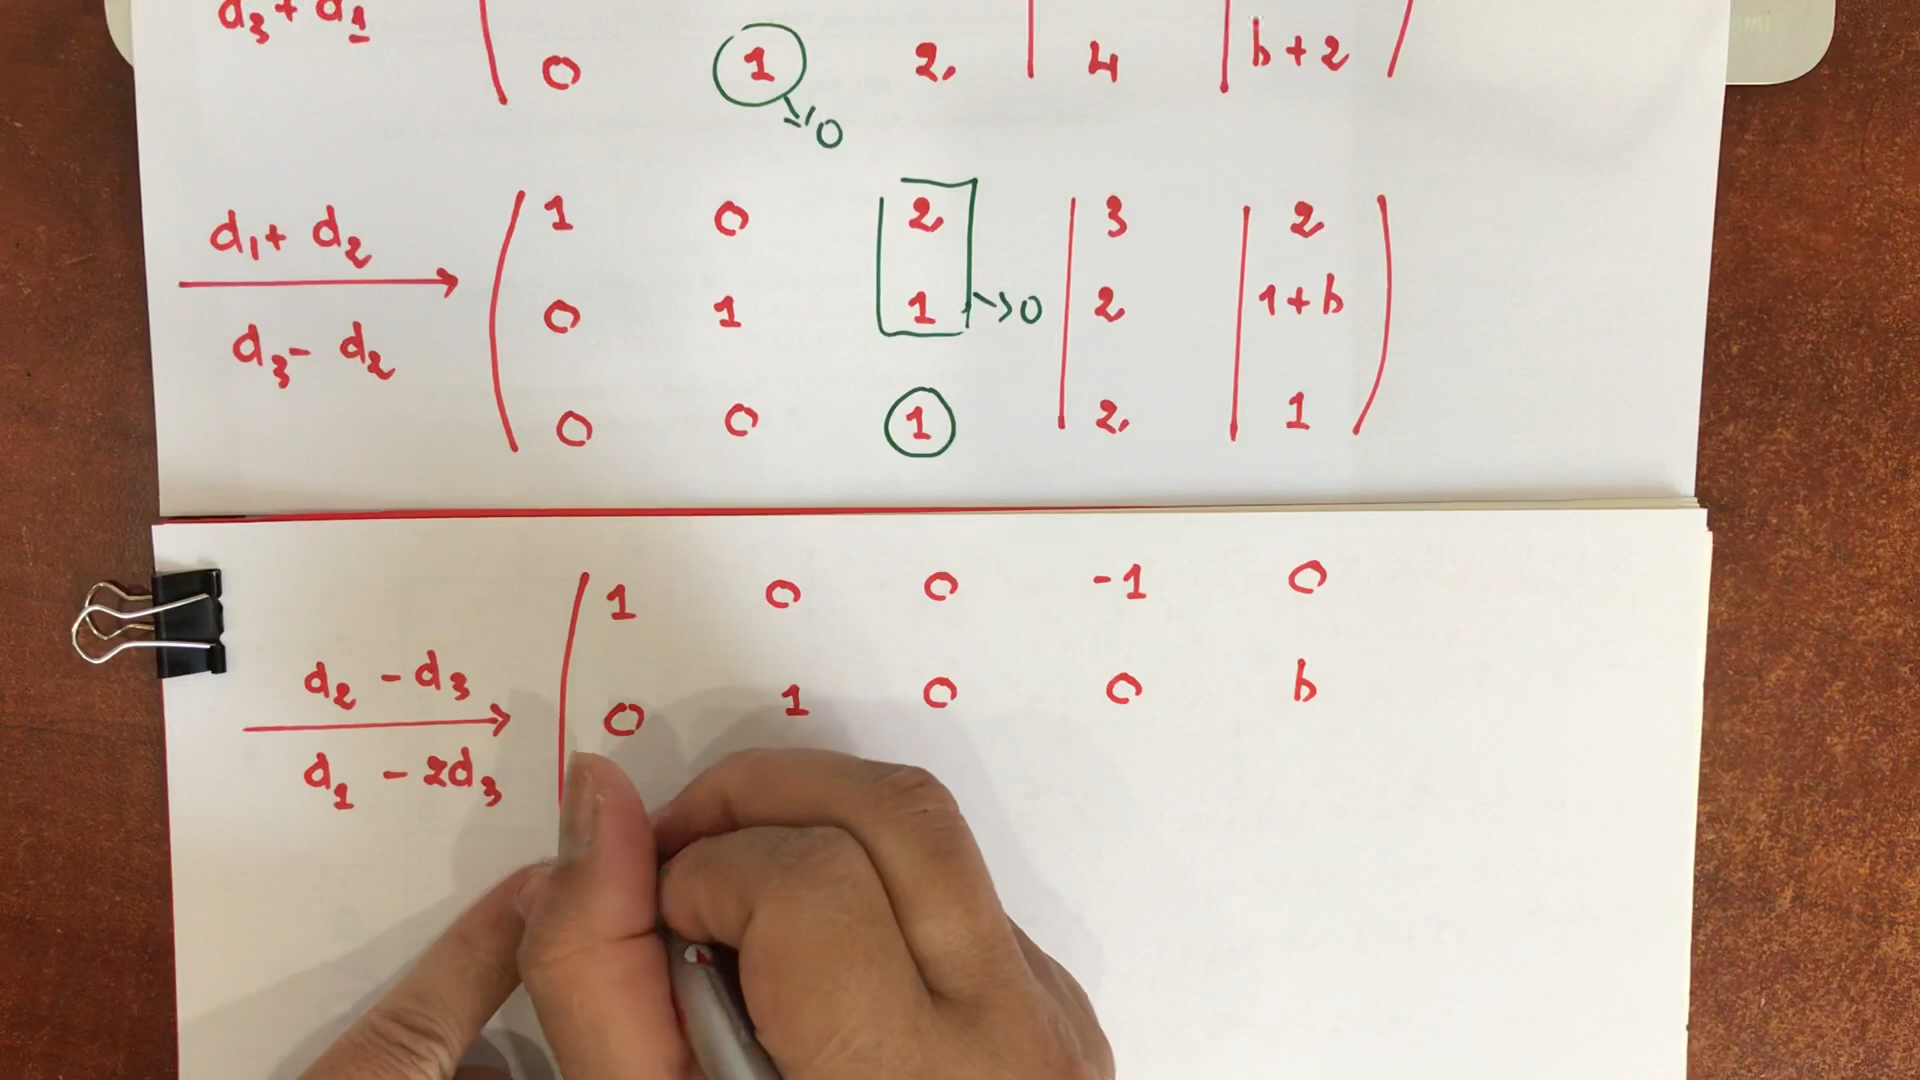 d₃ + d₁
0 1 2 | 4 | b + 2
→ 0
d₁ + d₂
d₃ - d₂
1 0 2 | 3 | 2
0 1 1 → 0 | 2 | 1 + b
0 0 1 | 2 | 1
d₂ - d₃
d₁ - 2d₃
1 0 0 -1 0
0 1 0 0 b